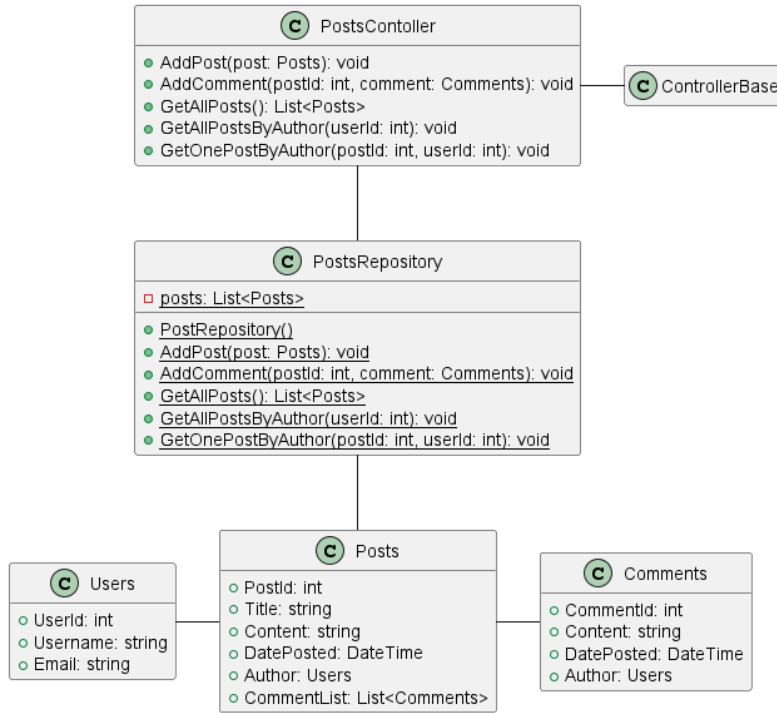 C PostsContoller
AddPost(post: Posts): void
AddComment(postId: int, comment: Comments): void
GetAllPosts(): List<Posts>
GetAllPostsByAuthor(userId: int): void
GetOnePostByAuthor(postId: int, userId: int): void
C ControllerBase
C PostsRepository
posts: List<Posts>
PostRepository()
AddPost(post: Posts): void
AddComment(postId: int, comment: Comments): void
GetAllPosts(): List<Posts>
GetAllPostsByAuthor(userId: int): void
GetOnePostByAuthor(postId: int, userId: int): void
C Users
UserId: int
Username: string
Email: string
C Posts
PostId: int
Title: string
Content: string
DatePosted: DateTime
Author: Users
CommentList: List<Comments>
C Comments
CommentId: int
Content: string
DatePosted: DateTime
Author: Users